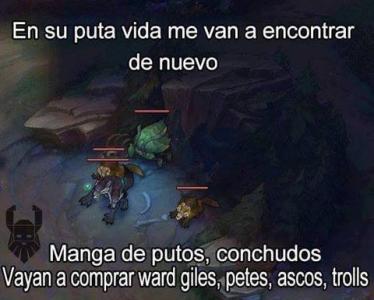 En su puta vida me van a encontrar
de nuevo
Manga de putos, conchudos
Vayan a comprar ward giles, petes, ascos, trolls